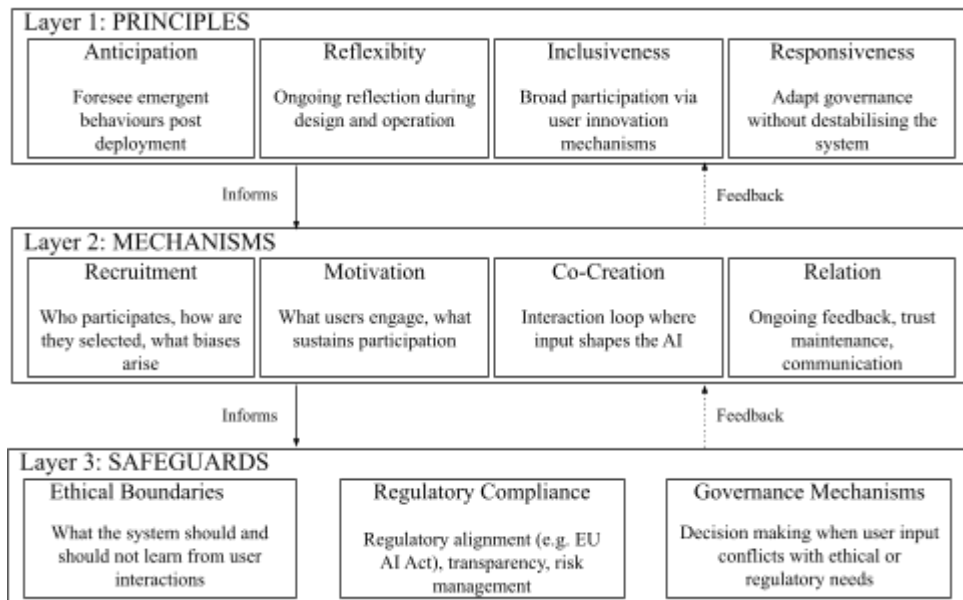 Layer 1: PRINCIPLES
Anticipation
Foresee emergent
behaviours post
deployment
Reflexibity
Ongoing reflection during
design and operation
Inclusiveness
Broad participation via
user innovation
mechanisms
Responsiveness
Adapt governance
without destabilising the
system
Informs
Feedback
Layer 2: MECHANISMS
Recruitment
Who participates, how are
they selected, what biases
arise
Motivation
What users engage, what
sustains participation
Co-Creation
Interaction loop where
input shapes the AI
Relation
Ongoing feedback, trust
maintenance,
communication
Informs
Feedback
Layer 3: SAFEGUARDS
Ethical Boundaries
What the system should and
should not learn from user
interactions
Regulatory Compliance
Regulatory alignment (e.g. EU
AI Act), transparency, risk
management
Governance Mechanisms
Decision making when user input
conflicts with ethical or
regulatory needs